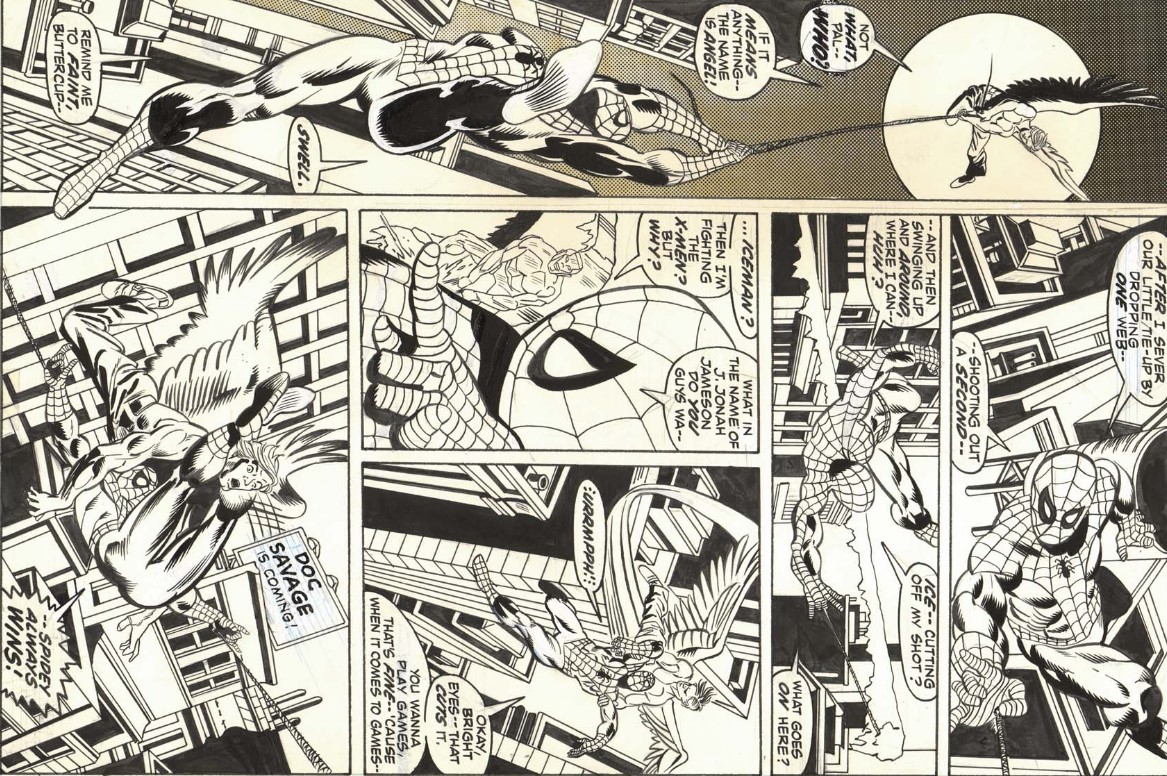 NOT
WHAT,
PAL--
WHO?
IF IT
MEANS
ANYTHING--
THE NAME
IS ANGEL!
SWELL.
REMIND ME
TO FAINT,
BUTTERCUP--
--AFTER I SEVER
OUR LITTLE TIE-UP BY
DROPPING
ONE WEB--
--SHOOTING OUT
A SECOND--
--AND THEN
SWINGING UP
AND AROUND,
WHERE I CAN--
HUH?
ICE-- CUTTING
OFF MY SHOT?
WHAT GOES
ON HERE?
...ICEMAN?
THEN I'M
FIGHTING
THE
X-MEN?
BUT
WHY?
WHAT IN
THE NAME OF
J. JONAH
JAMESON
DO YOU
GUYS WA--
:URRMPPH!:
OKAY,
BRIGHT
EYES-- THAT
CUTS IT.
YOU WANNA
PLAY GAMES,
THAT'S FINE-- 'CAUSE
WHEN IT COMES TO GAMES--
DOC
SAVAGE
IS COMING!
--SPIDEY
ALWAYS
WINS!